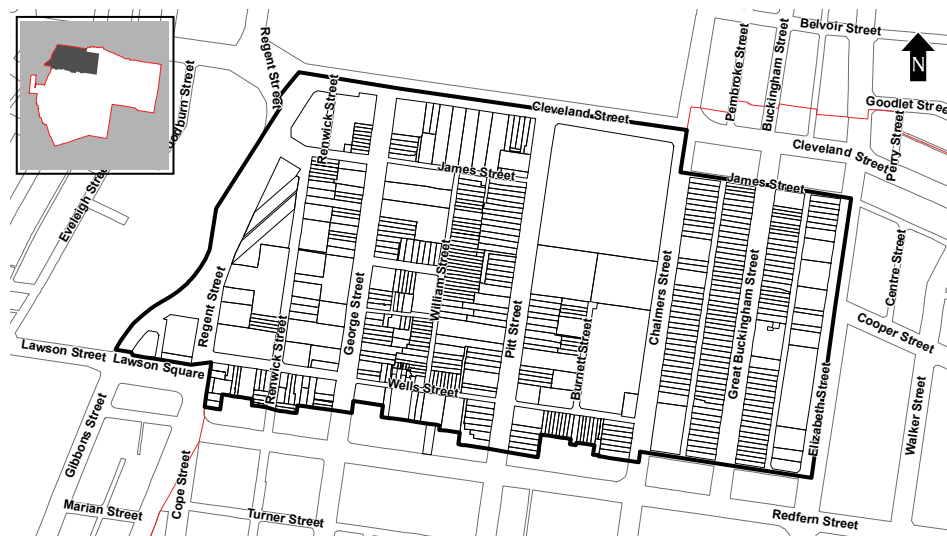 Belvoir Street
Regent Street
Pembroke Street
Buckingham Street
N
Goodlet Stree
Cleveland Street
Renwick Street
Cleveland Street
Perry Street
James Street
James Street
Eveleigh Street
Centre Street
William Street
Chalmers Street
Great Buckingham Street
Regent Street
George Street
Pitt Street
Burnett Street
Renwick Street
Cooper Street
Lawson Street
Lawson Square
Wells Street
Elizabeth Street
Walker Street
Gibbons Street
Cope Street
Marian Street
Turner Street
Redfern Street